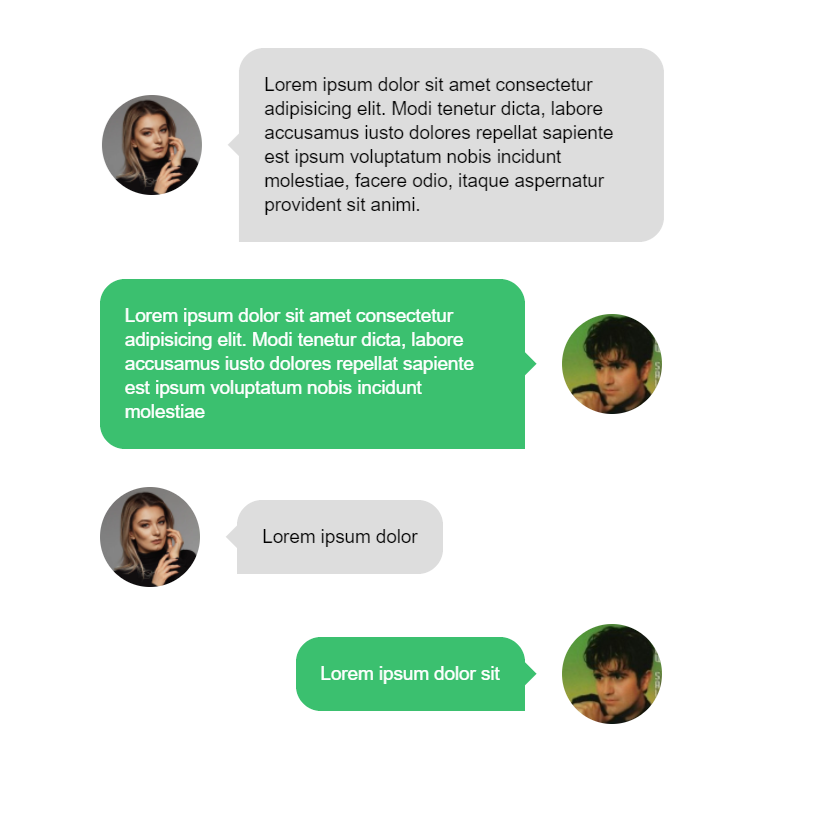 Lorem ipsum dolor sit amet consectetur
adipisicing elit. Modi tenetur dicta, labore
accusamus iusto dolores repellat sapiente
est ipsum voluptatum nobis incidunt
molestiae, facere odio, itaque aspernatur
provident sit animi.
Lorem ipsum dolor sit amet consectetur
adipisicing elit. Modi tenetur dicta, labore
accusamus iusto dolores repellat sapiente
est ipsum voluptatum nobis incidunt
molestiae
Lorem ipsum dolor
Lorem ipsum dolor sit